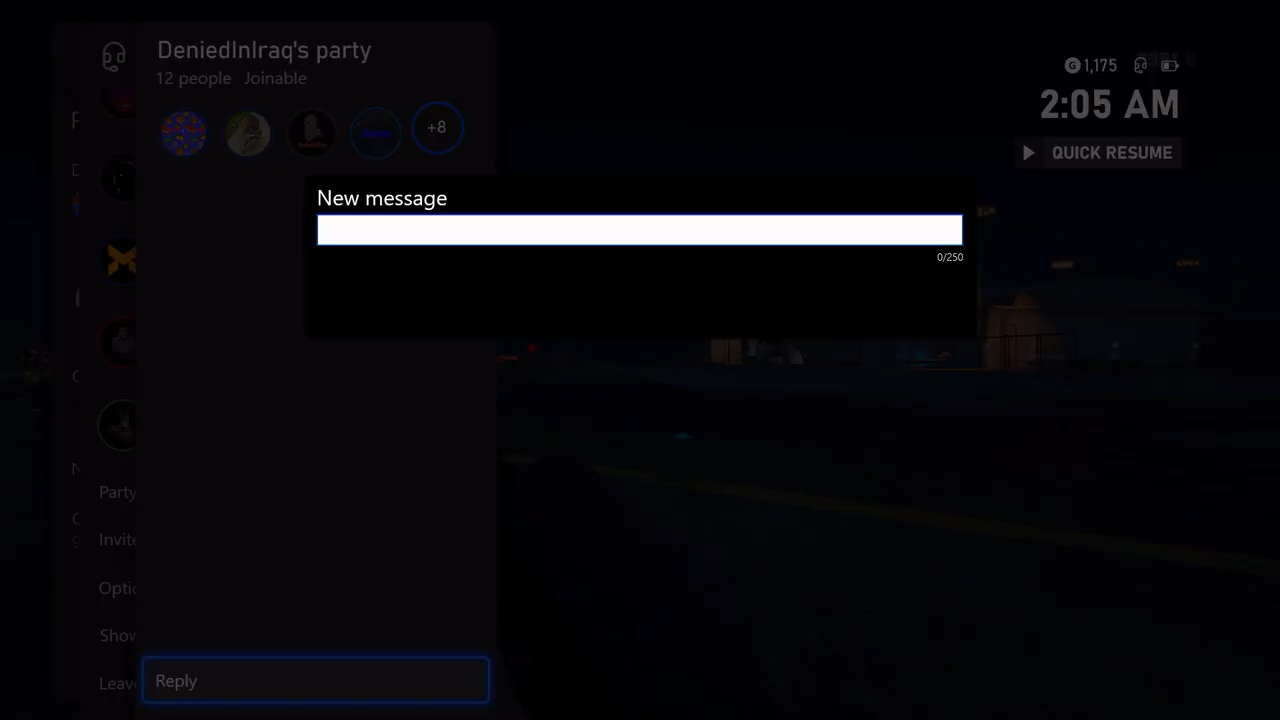 DeniedInIraq's party
12 people Joinable
+8
G 1,175
2:05 AM
QUICK RESUME
New message
0/250
Party
Invite
Optio
Show
Leave
Reply